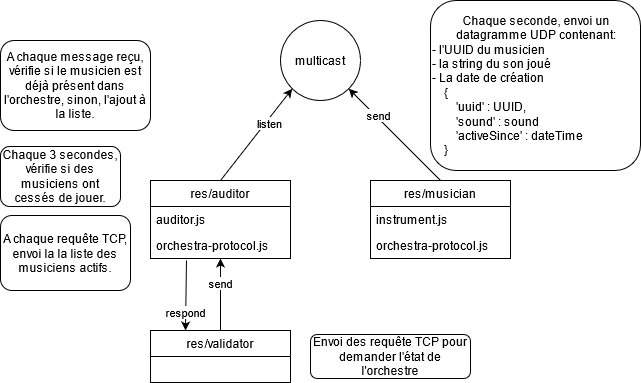 Chaque seconde, envoi un
datagramme UDP contenant:
- l'UUID du musicien
- la string du son joué
- La date de création
{
'uuid' : UUID,
'sound' : sound
'activeSince' : dateTime
}
multicast
A chaque message reçu,
vérifie si le musicien est
déjà présent dans
l'orchestre, sinon, l'ajout à
la liste.
listen
send
Chaque 3 secondes,
vérifie si des
musiciens ont
cessés de jouer.
res/auditor
auditor.js
orchestra-protocol.js
res/musician
instrument.js
orchestra-protocol.js
A chaque requête TCP,
envoi la la liste des
musiciens actifs.
send
respond
res/validator
Envoi des requête TCP pour
demander l'état de
l'orchestre